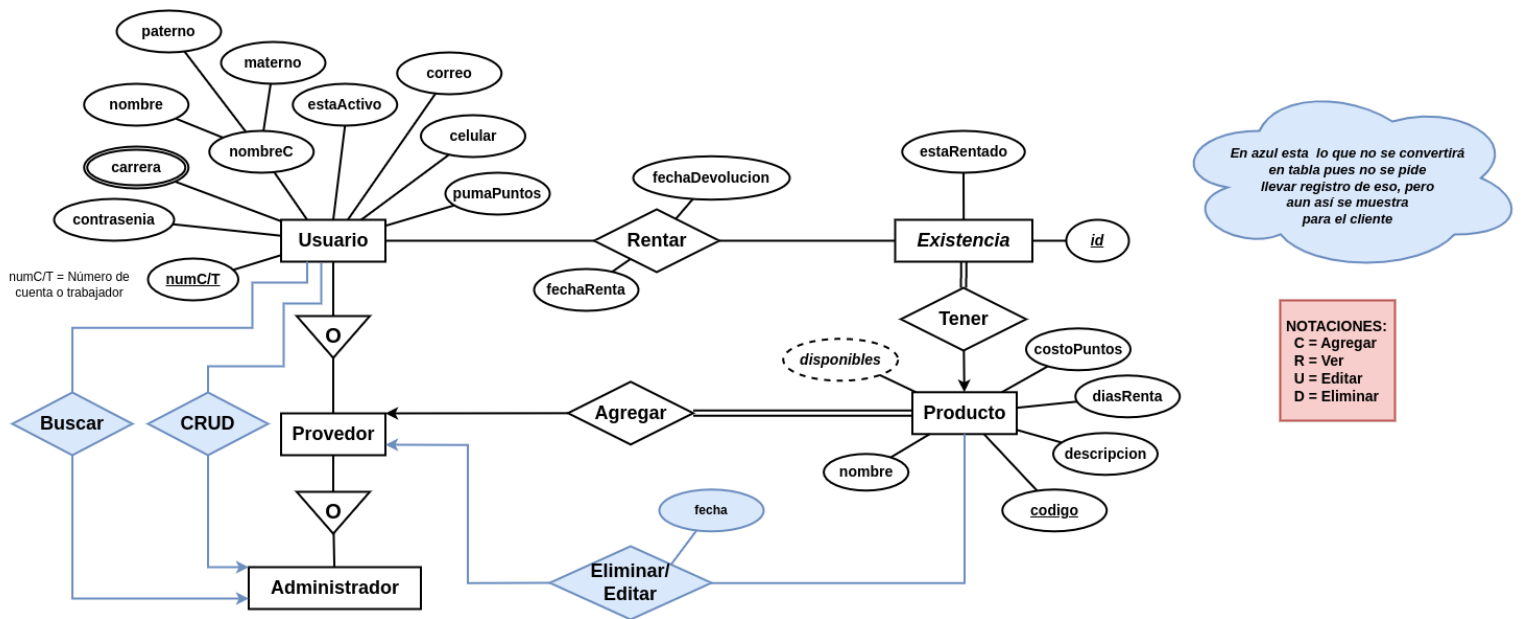 paterno
materno
correo
nombre
estaActivo
celular
carrera
nombreC
pumaPuntos
contrasenia
Usuario
numC/T
numC/T = Número de
cuenta o trabajador
fechaDevolucion
Rentar
fechaRenta
estaRentado
Existencia
id
En azul esta lo que no se convertirá
en tabla pues no se pide
llevar registro de eso, pero
aun así se muestra
para el cliente
NOTACIONES:
C = Agregar
R = Ver
U = Editar
D = Eliminar
O
Tener
disponibles
costoPuntos
diasRenta
Buscar
CRUD
Provedor
Agregar
Producto
descripcion
nombre
codigo
O
fecha
Eliminar/
Editar
Administrador